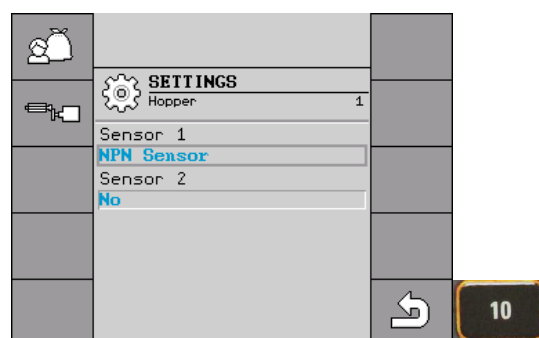 SETTINGS
Hopper 1
Sensor 1
NPN Sensor
Sensor 2
No
10